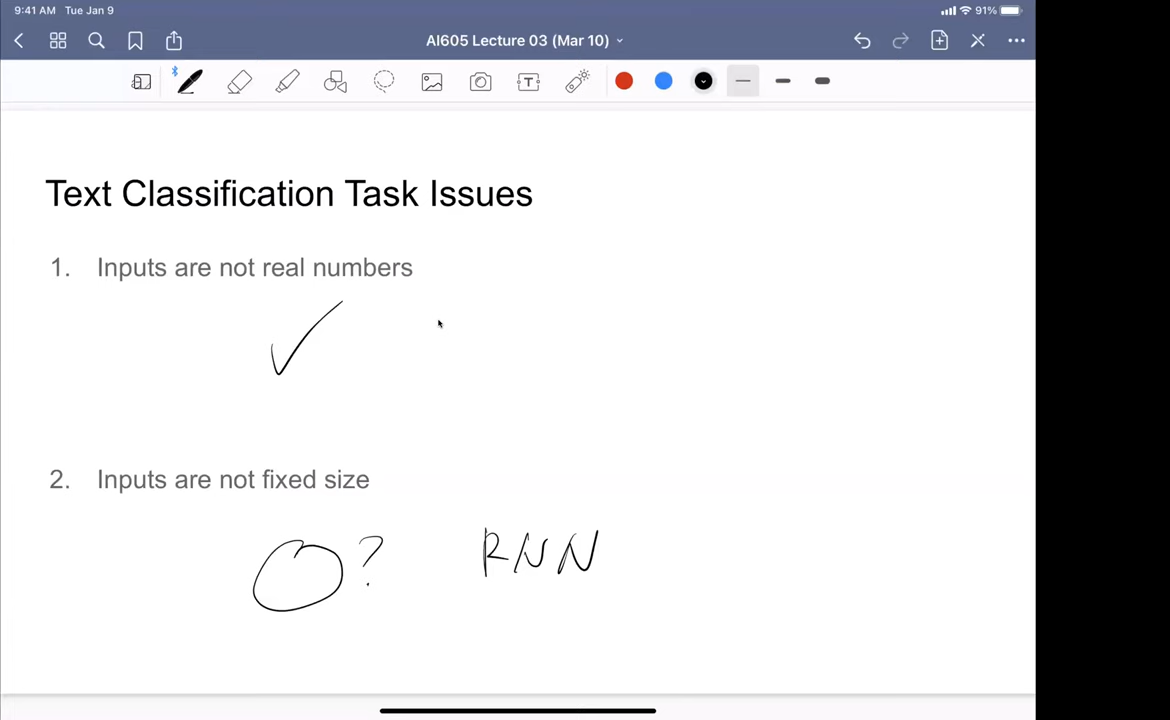 9:41 AM Tue Jan 9
91%
AI605 Lecture 03 (Mar 10)
T
Text Classification Task Issues
1. Inputs are not real numbers
2. Inputs are not fixed size
? RNN